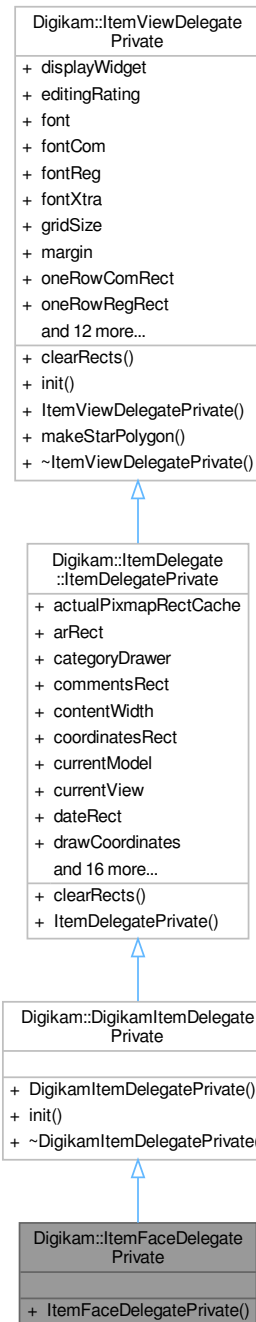 Digikam::ItemViewDelegate
Private
+ displayWidget
+ editingRating
+ font
+ fontCom
+ fontReg
+ fontXtra
+ gridSize
+ margin
+ oneRowComRect
+ oneRowRegRect
and 12 more...
+ clearRects()
+ init()
+ ItemViewDelegatePrivate()
+ makeStarPolygon()
+ ~ItemViewDelegatePrivate()
Digikam::ItemDelegate
::ItemDelegatePrivate
+ actualPixmapRectCache
+ arRect
+ categoryDrawer
+ commentsRect
+ contentWidth
+ coordinatesRect
+ currentModel
+ currentView
+ dateRect
+ drawCoordinates
and 16 more...
+ clearRects()
+ ItemDelegatePrivate()
Digikam::DigikamItemDelegate
Private
+ DigikamItemDelegatePrivate()
+ init()
+ ~DigikamItemDelegatePrivate(
Digikam::ItemFaceDelegate
Private
+ ItemFaceDelegatePrivate()